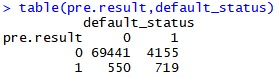 > table(pre.result,default_status)
default_status
pre.result 0 1
0 69441 4155
1 550 719